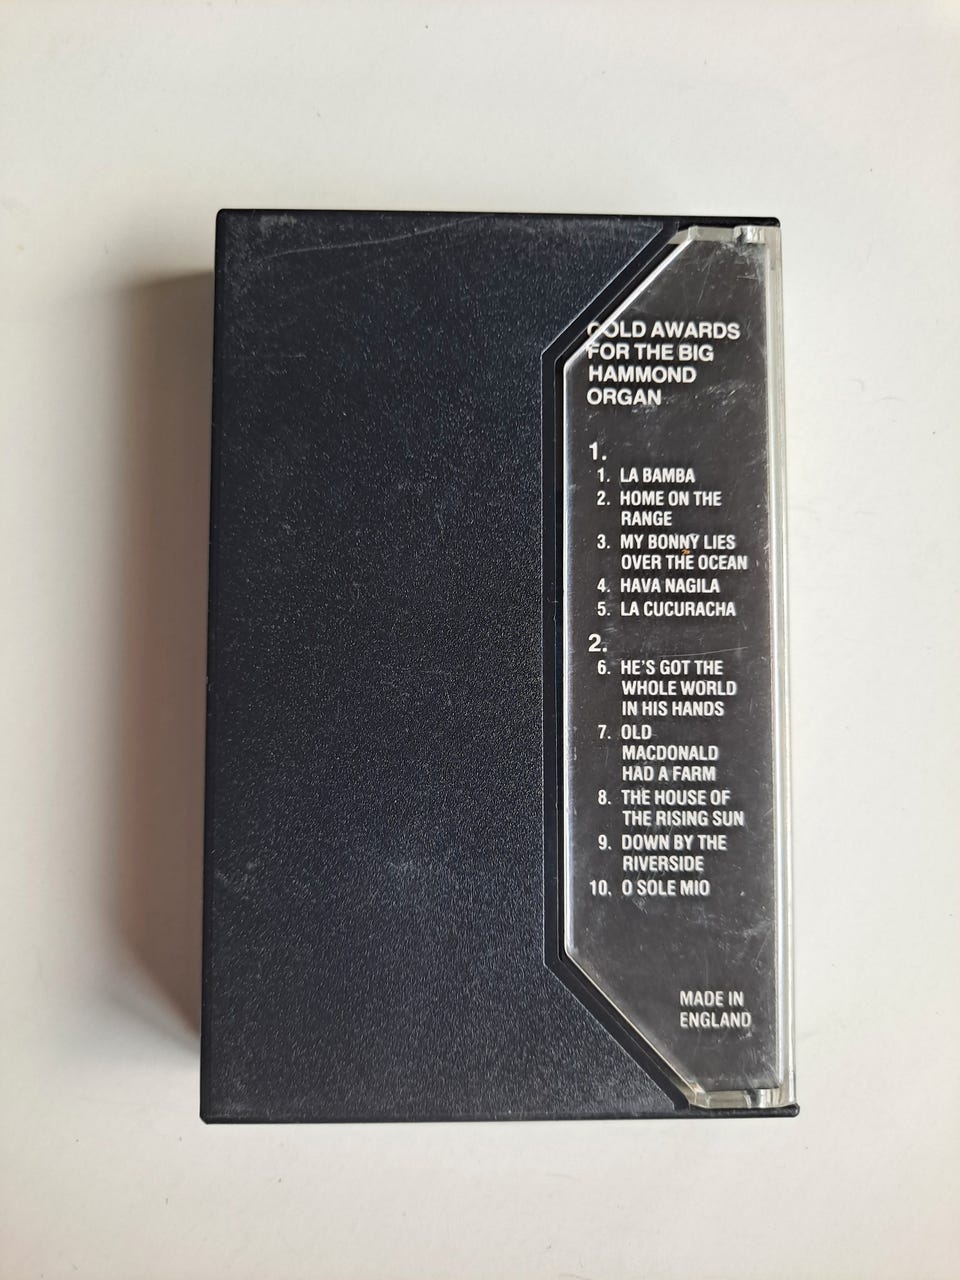 GOLD AWARDS
FOR THE BIG
HAMMOND
ORGAN
1.
1. LA BAMBA
2. HOME ON THE
RANGE
3. MY BONNY LIES
OVER THE OCEAN
4. HAVA NAGILA
5. LA CUCURACHA
2.
6. HE'S GOT THE
WHOLE WORLD
IN HIS HANDS
7. OLD
MACDONALD
HAD A FARM
8. THE HOUSE OF
THE RISING SUN
9. DOWN BY THE
RIVERSIDE
10. O SOLE MIO
MADE IN
ENGLAND